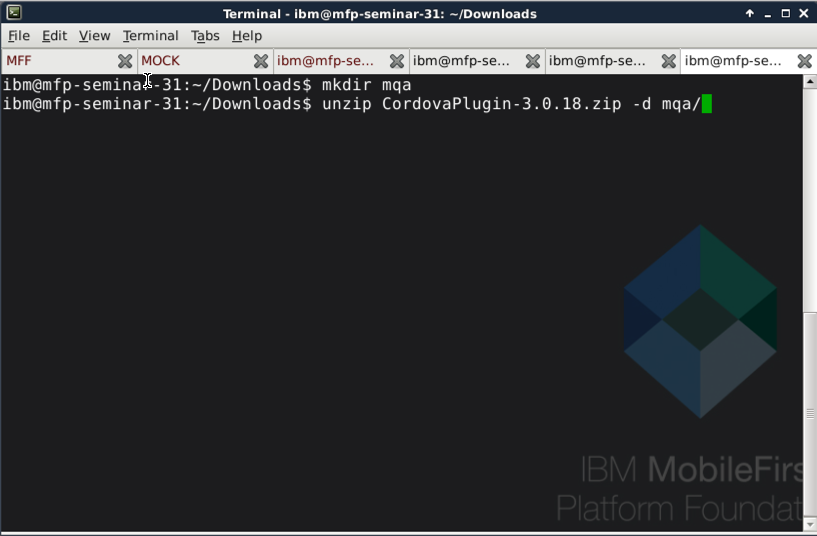 Terminal - ibm@mfp-seminar-31: ~/Downloads
File Edit View Terminal Tabs Help
MFF MOCK ibm@mfp-se... ibm@mfp-se... ibm@mfp-se... ibm@mfp-se...
ibm@mfp-seminar-31:~/Downloads$ mkdir mqa
ibm@mfp-seminar-31:~/Downloads$ unzip CordovaPlugin-3.0.18.zip -d mqa/
IBM MobileFirs
Platform Foundat